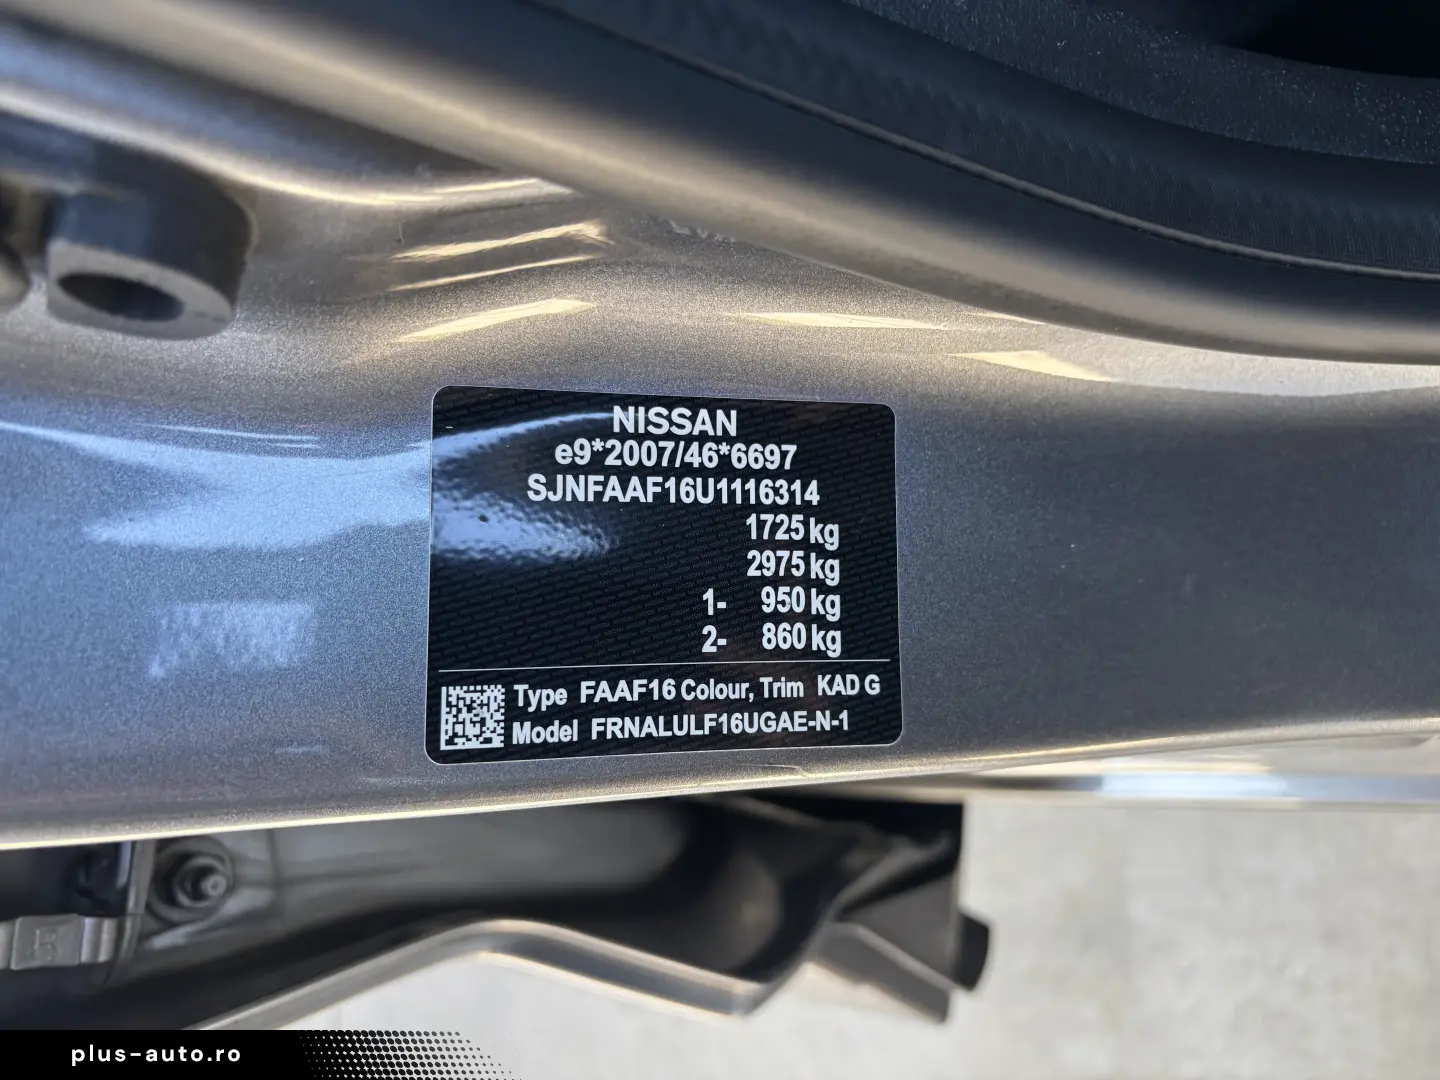 NISSAN
e9*2007/46*6697
SJNFAAF16U1116314
1725 kg
2975 kg
1- 950 kg
2- 860 kg
Type FAAF16 Colour, Trim KAD G
Model FRNALULF16UGAE-N-1
plus-auto.ro